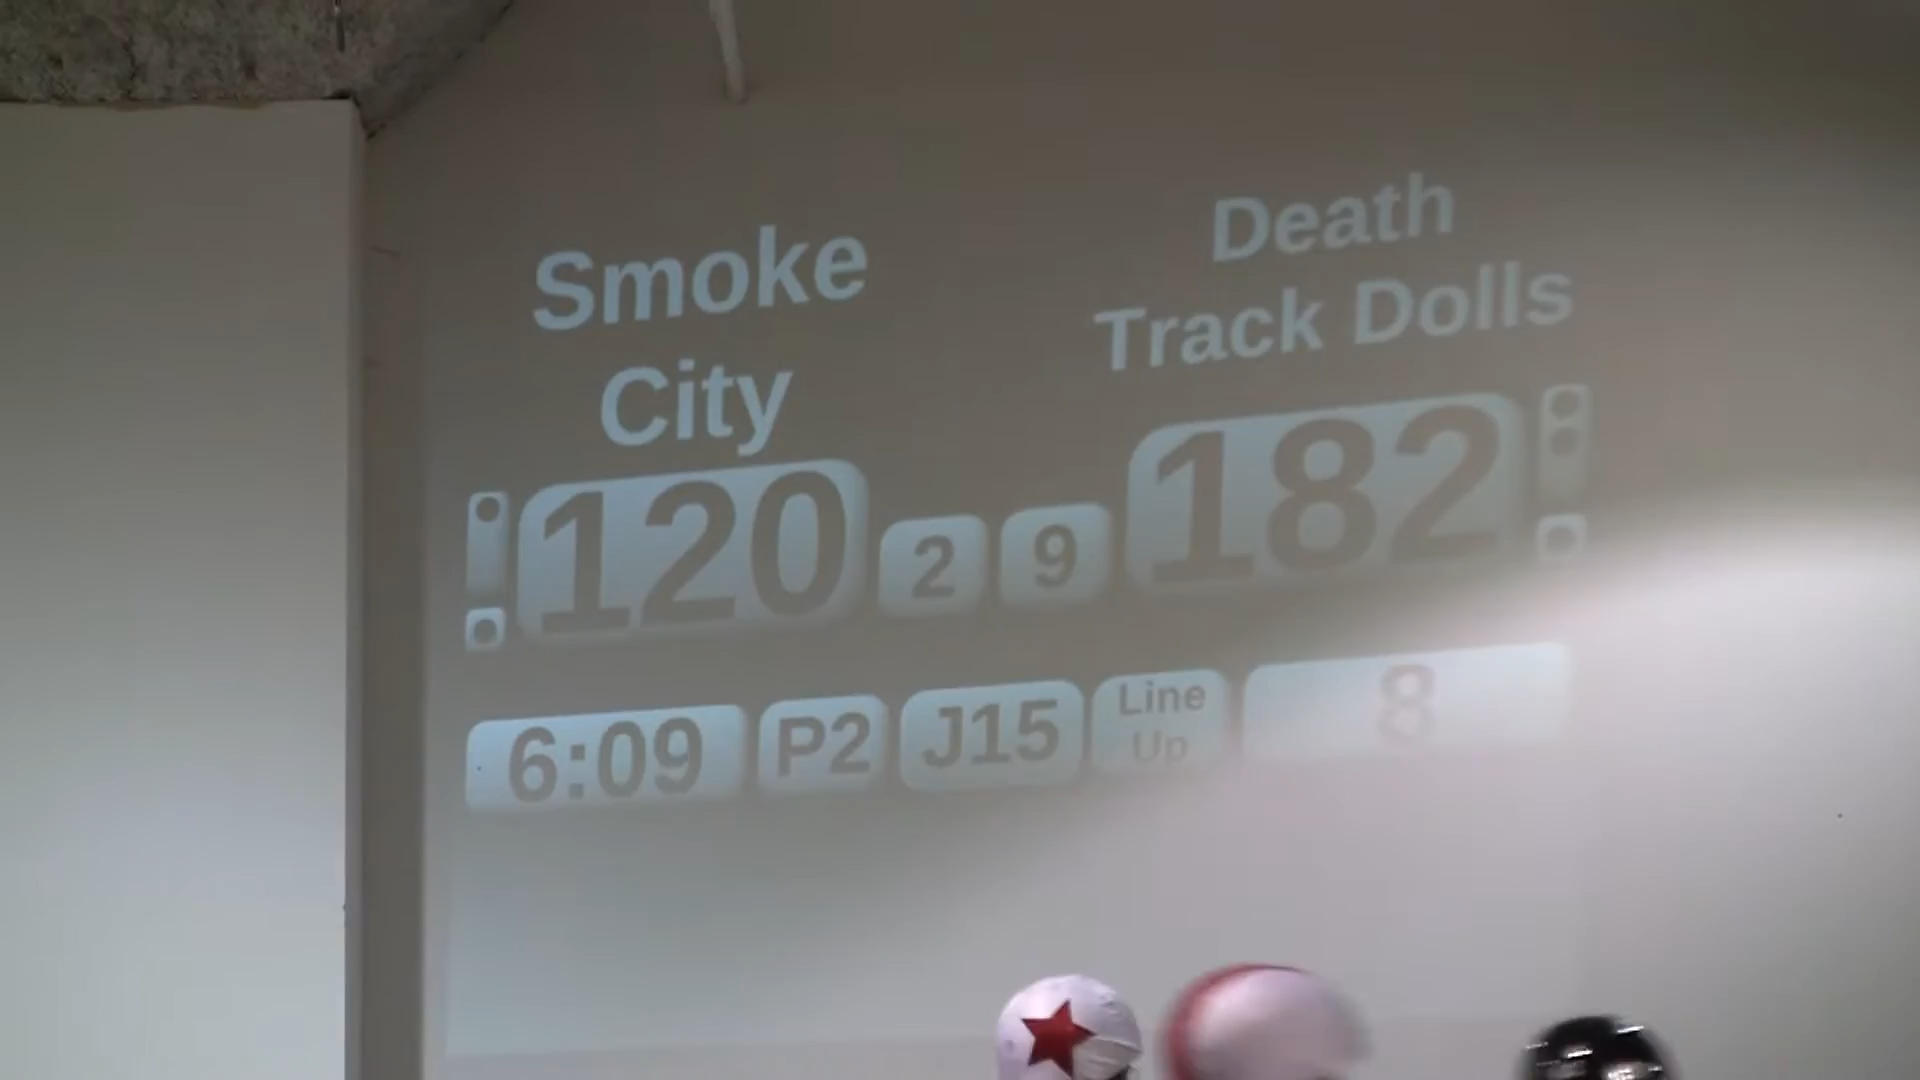 Smoke
City
Death
Track Dolls
120 2 9 182
6:09 P2 J15 Line
Up 8